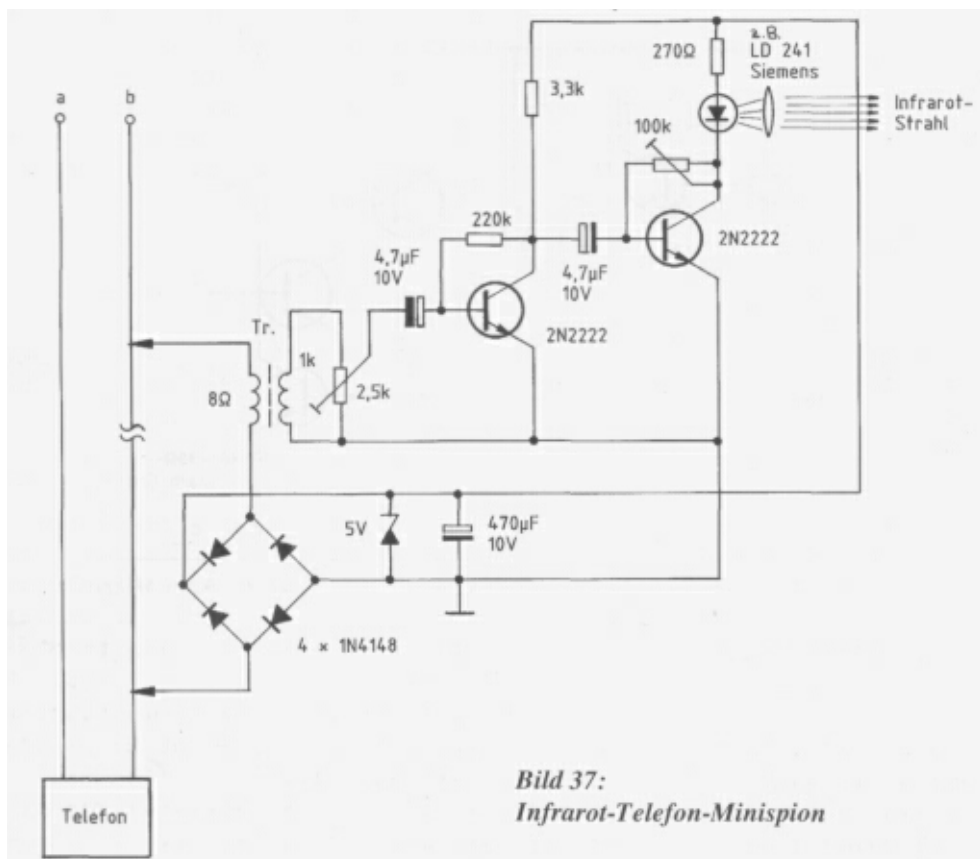 z.B.
270Ω
LD 241
Siemens
a
b
3,3k
Infrarot-
Strahl
100k
220k
2N2222
4,7µF
10V
4,7µF
10V
Tr.
2N2222
1k
8Ω
2,5k
5V
470µF
10V
4 × 1N4148
Telefon
Bild 37:
Infrarot-Telefon-Minispion